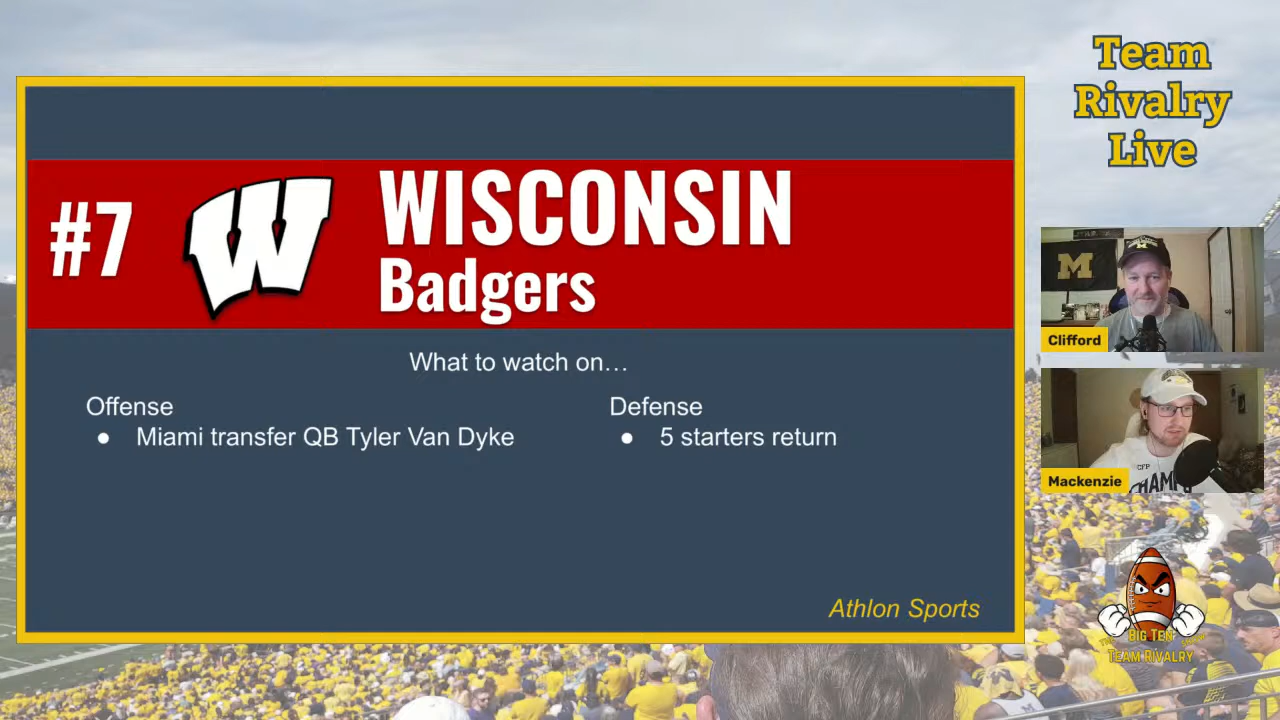 Team
Rivalry
Live
#7
WISCONSIN
Badgers
What to watch on…
Offense
● Miami transfer QB Tyler Van Dyke
Defense
● 5 starters return
Athlon Sports
M
Clifford
CFP
Mackenzie
BIG TEN
TEAM RIVALRY